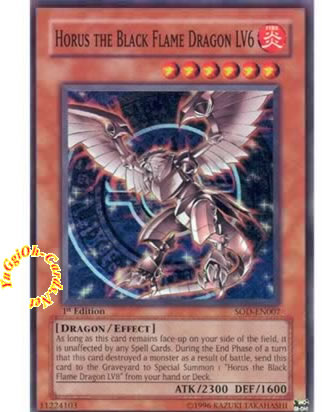 HORUS THE BLACK FLAME DRAGON LV6
FIRE
炎
YuGgiOh-Cards.Net
1st Edition
SOD-EN007
[DRAGON / EFFECT]
As long as this card remains face-up on your side of the field, it
is unaffected by any Spell Cards. During the End Phase of a turn
that this card destroyed a monster as a result of battle, send this
card to the Graveyard to Special Summon 1 "Horus the Black
Flame Dragon LV8" from your hand or Deck.
ATK/2300 DEF/1600
11224103
©1996 KAZUKI TAKAHASHI